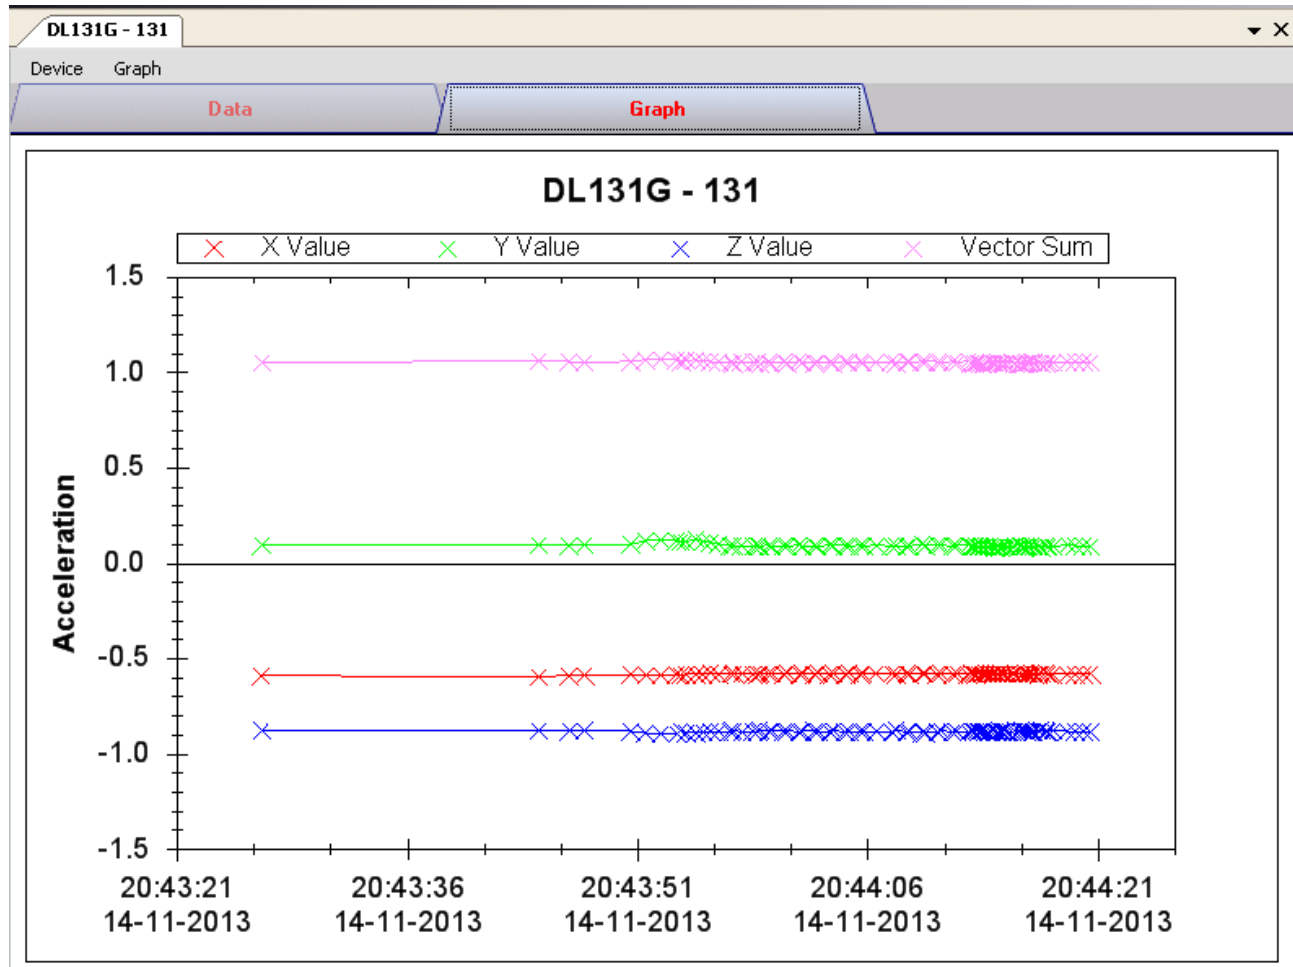 DL131G - 131
Device Graph
Data Graph
DL131G - 131
X Value Y Value Z Value Vector Sum
1.5
1.0
0.5
0.0
-0.5
-1.0
-1.5
Acceleration
20:43:21 20:43:36 20:43:51 20:44:06 20:44:21
14-11-2013 14-11-2013 14-11-2013 14-11-2013 14-11-2013